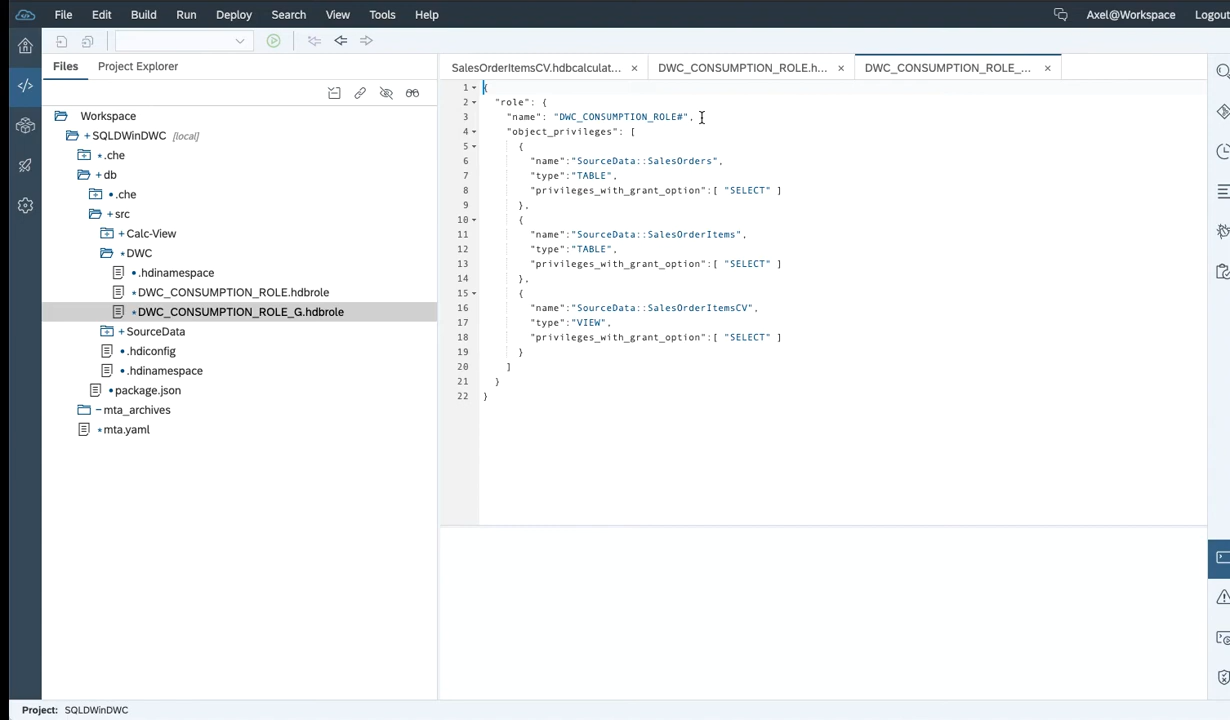 File Edit Build Run Deploy Search View Tools Help Axel@Workspace Logout
Files Project Explorer
Workspace
SQLDWinDWC [local]
.che
db
.che
src
Calc-View
DWC
.hdinamespace
DWC_CONSUMPTION_ROLE.hdbrole
DWC_CONSUMPTION_ROLE_G.hdbrole
SourceData
.hdiconfig
.hdinamespace
package.json
mta_archives
mta.yaml
SalesOrderItemsCV.hdbcalculat... × DWC_CONSUMPTION_ROLE.h... × DWC_CONSUMPTION_ROLE_... ×
1 {
2 "role": {
3 "name": "DWC_CONSUMPTION_ROLE#",
4 "object_privileges": [
5 {
6 "name":"SourceData::SalesOrders",
7 "type":"TABLE",
8 "privileges_with_grant_option":[ "SELECT" ]
9 },
10 {
11 "name":"SourceData::SalesOrderItems",
12 "type":"TABLE",
13 "privileges_with_grant_option":[ "SELECT" ]
14 },
15 {
16 "name":"SourceData::SalesOrderItemsCV",
17 "type":"VIEW",
18 "privileges_with_grant_option":[ "SELECT" ]
19 }
20 ]
21 }
22 }
Project: SQLDWinDWC